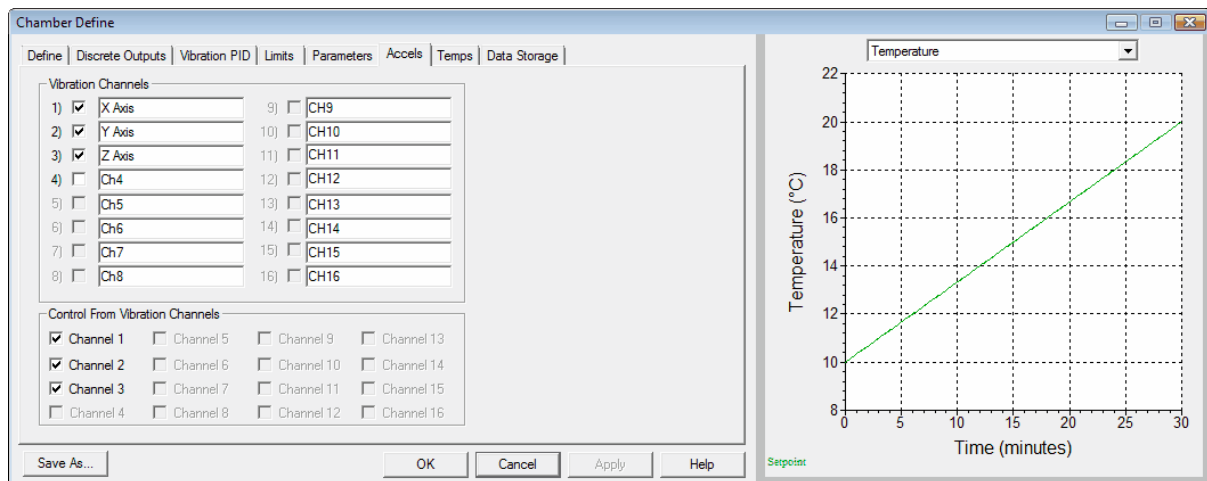 Chamber Define
Define Discrete Outputs Vibration PID Limits Parameters Accels Temps Data Storage
Vibration Channels
1) X Axis 9) CH9
2) Y Axis 10) CH10
3) Z Axis 11) CH11
4) Ch4 12) CH12
5) Ch5 13) CH13
6) Ch6 14) CH14
7) Ch7 15) CH15
8) Ch8 16) CH16
Control From Vibration Channels
Channel 1 Channel 5 Channel 9 Channel 13
Channel 2 Channel 6 Channel 10 Channel 14
Channel 3 Channel 7 Channel 11 Channel 15
Channel 4 Channel 8 Channel 12 Channel 16
Save As... OK Cancel Apply Help
Temperature
22
20
18
16
14
12
10
8
Temperature (°C)
0 5 10 15 20 25 30
Time (minutes)
Setpoint